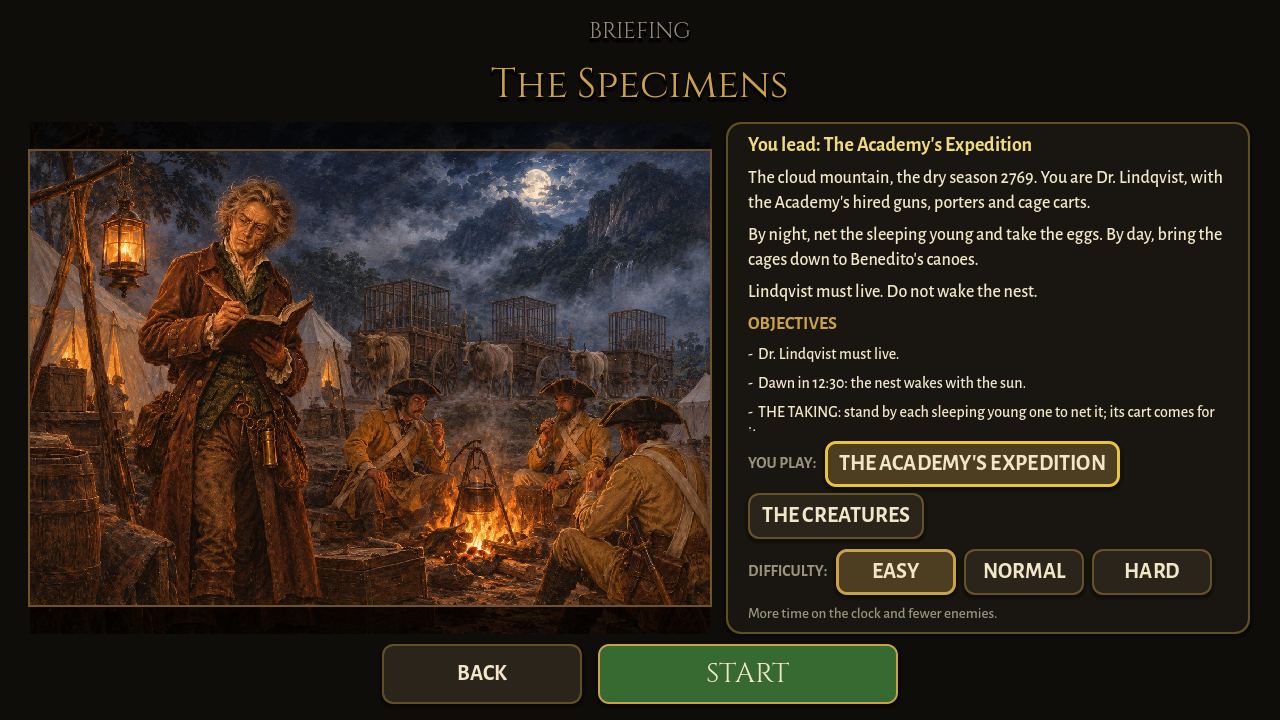 BRIEFING
The Specimens
You lead: The Academy's Expedition
The cloud mountain, the dry season 2769. You are Dr. Lindqvist, with
the Academy's hired guns, porters and cage carts.
By night, net the sleeping young and take the eggs. By day, bring the
cages down to Benedito's canoes.
Lindqvist must live. Do not wake the nest.
OBJECTIVES
- Dr. Lindqvist must live.
- Dawn in 12:30: the nest wakes with the sun.
- THE TAKING: stand by each sleeping young one to net it; its cart comes for
YOU PLAY: THE ACADEMY'S EXPEDITION
THE CREATURES
DIFFICULTY: EASY NORMAL HARD
More time on the clock and fewer enemies.
BACK START